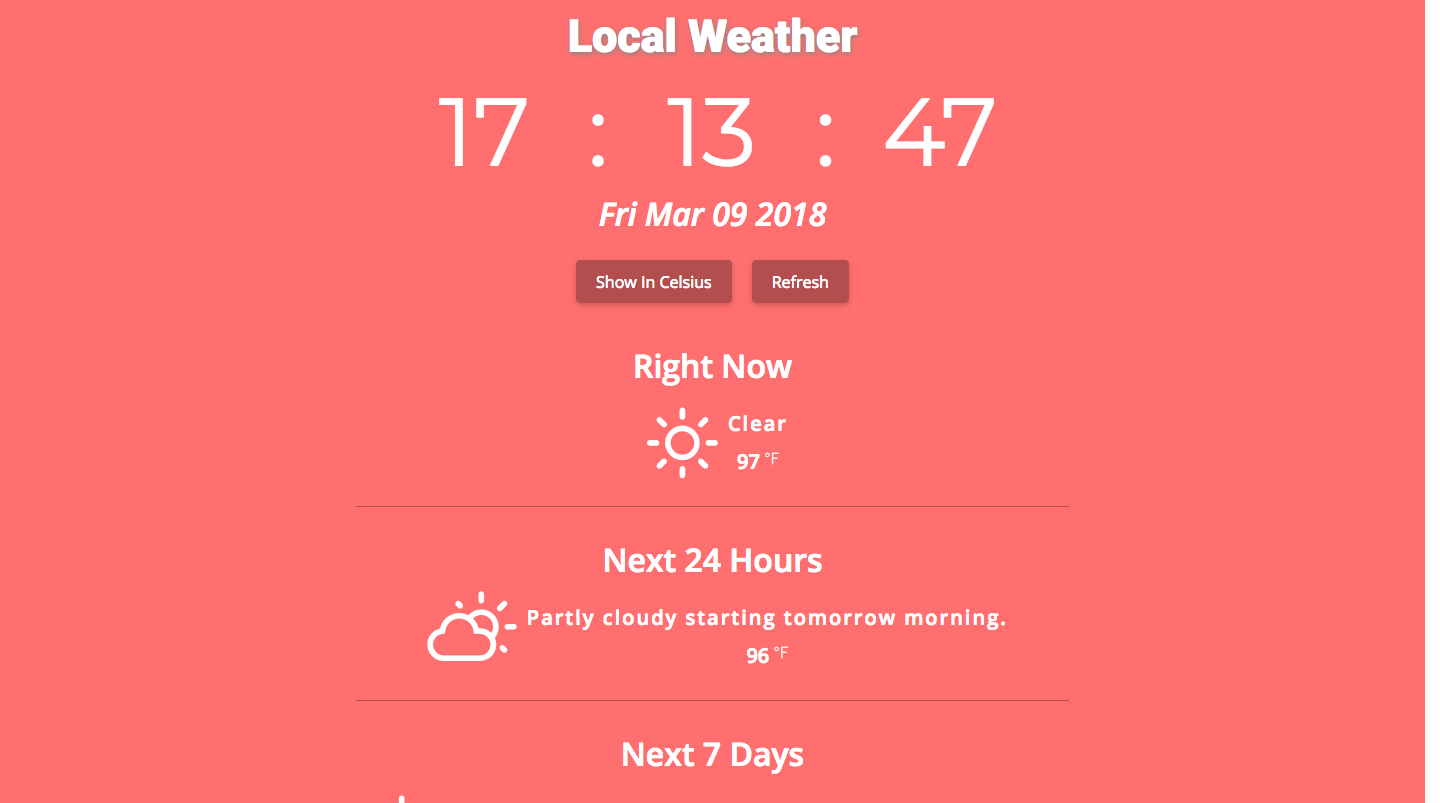 Local Weather
17 : 13 : 47
Fri Mar 09 2018
Show In Celsius Refresh
Right Now
Clear
97 °F
Next 24 Hours
Partly cloudy starting tomorrow morning.
96 °F
Next 7 Days